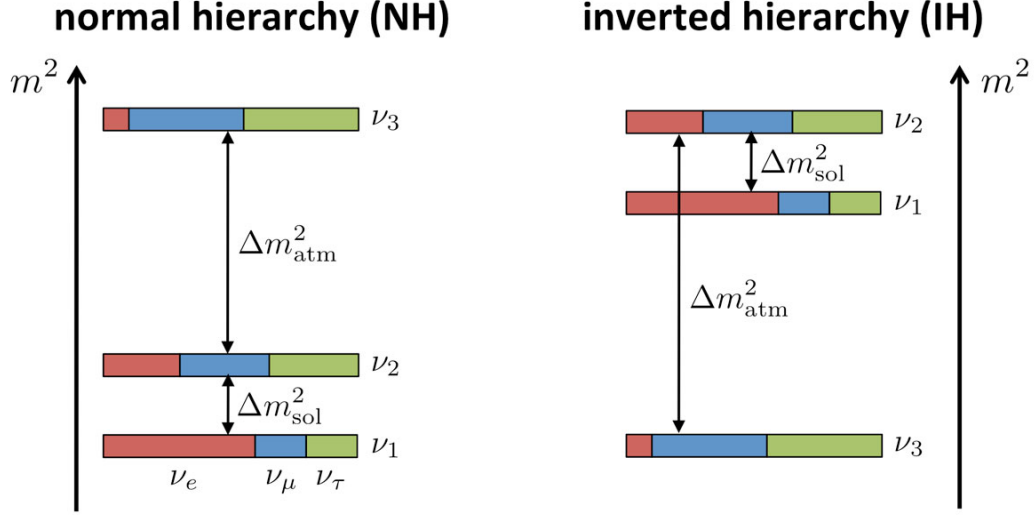 normal hierarchy (NH)
m²
ν₃
Δm²atm
ν₂
Δm²sol
ν₁
νe νμ ντ
inverted hierarchy (IH)
m²
ν₂
Δm²sol
ν₁
Δm²atm
ν₃